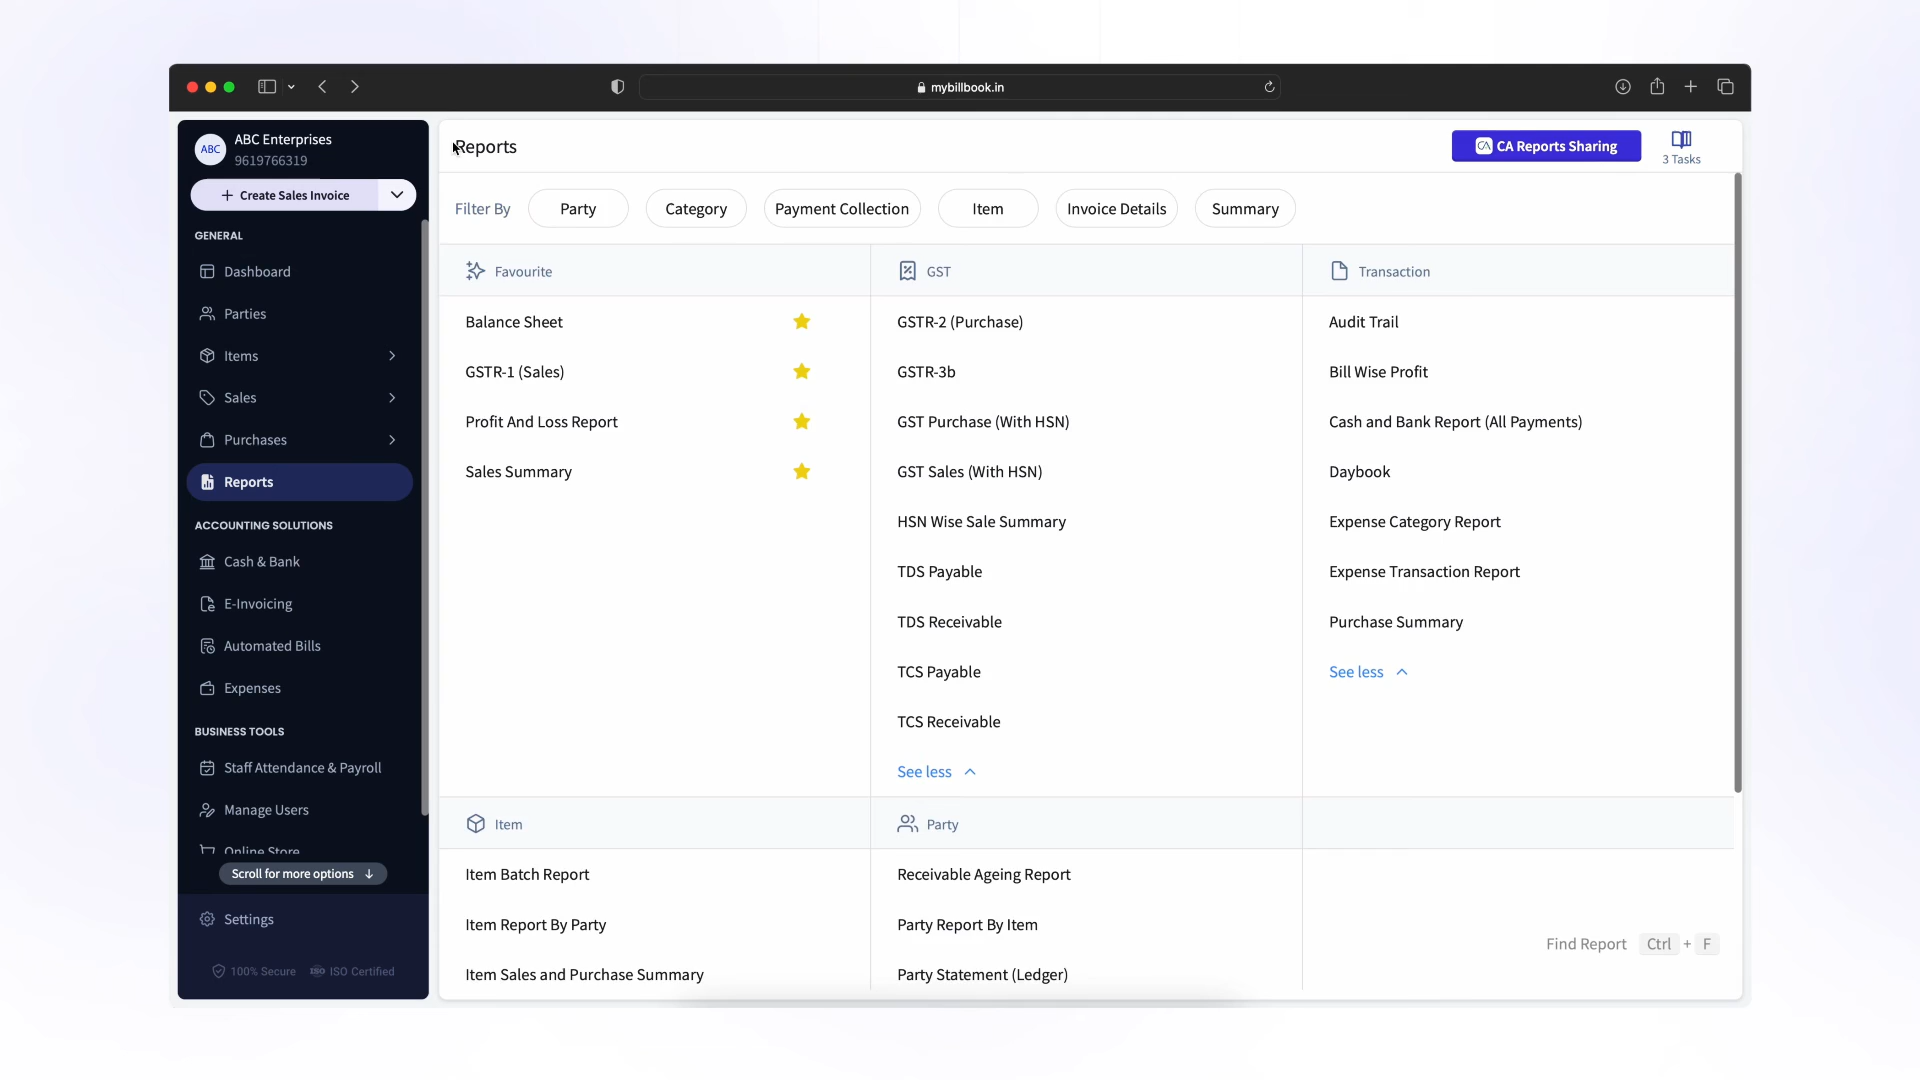 mybillbook.in
ABC
ABC Enterprises
9619766319
Create Sales Invoice
GENERAL
Dashboard
Parties
Items
Sales
Purchases
Reports
ACCOUNTING SOLUTIONS
Cash & Bank
E-Invoicing
Automated Bills
Expenses
BUSINESS TOOLS
Staff Attendance & Payroll
Manage Users
Online Store
Scroll for more options
Settings
100% Secure
ISO ISO Certified
Reports
CA Reports Sharing
3 Tasks
Filter By
Party
Category
Payment Collection
Item
Invoice Details
Summary
Favourite
Balance Sheet
GSTR-1 (Sales)
Profit And Loss Report
Sales Summary
GST
GSTR-2 (Purchase)
GSTR-3b
GST Purchase (With HSN)
GST Sales (With HSN)
HSN Wise Sale Summary
TDS Payable
TDS Receivable
TCS Payable
TCS Receivable
See less
Transaction
Audit Trail
Bill Wise Profit
Cash and Bank Report (All Payments)
Daybook
Expense Category Report
Expense Transaction Report
Purchase Summary
See less
Item
Item Batch Report
Item Report By Party
Item Sales and Purchase Summary
Party
Receivable Ageing Report
Party Report By Item
Party Statement (Ledger)
Find Report Ctrl + F